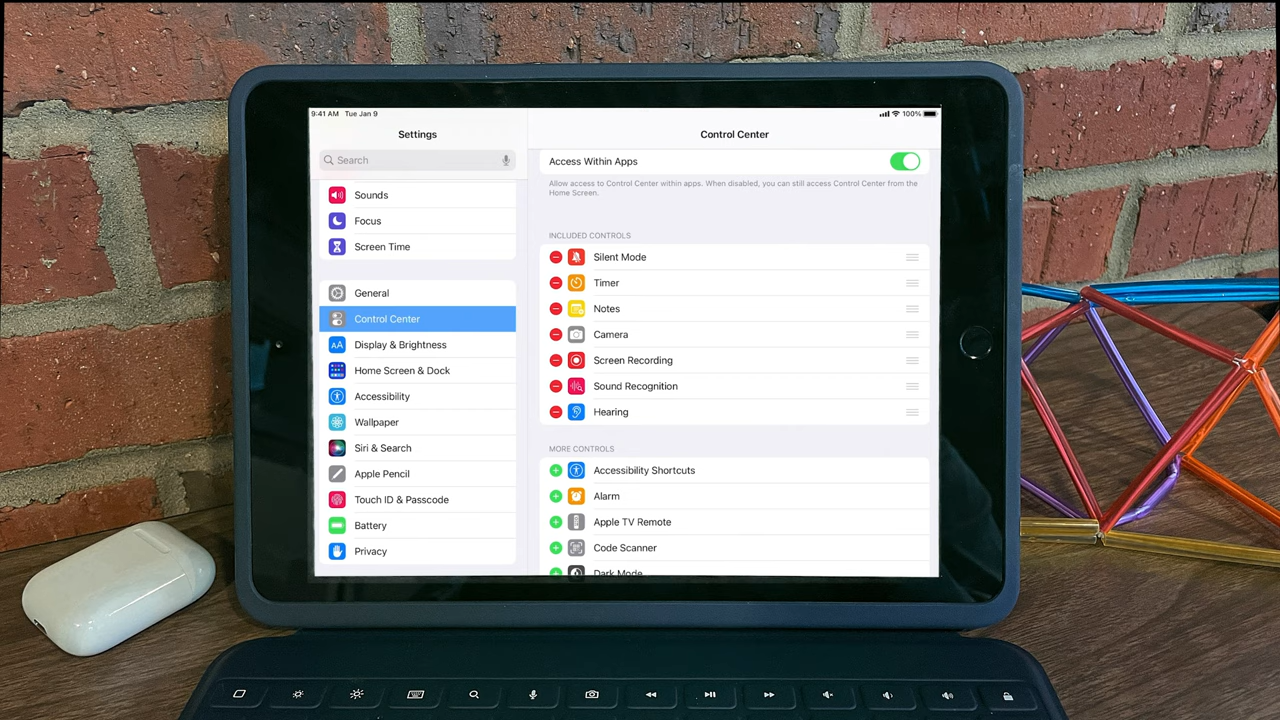 9:41 AM Tue Jan 9
100%
Settings
Search
Sounds
Focus
Screen Time
General
Control Center
AA Display & Brightness
Home Screen & Dock
Accessibility
Wallpaper
Siri & Search
Apple Pencil
Touch ID & Passcode
Battery
Privacy
Control Center
Access Within Apps
Allow access to Control Center within apps. When disabled, you can still access Control Center from the
Home Screen.
INCLUDED CONTROLS
Silent Mode
Timer
Notes
Camera
Screen Recording
Sound Recognition
Hearing
MORE CONTROLS
Accessibility Shortcuts
Alarm
Apple TV Remote
Code Scanner
Dark Mode